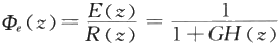 Φₑ(z) = E(z)/R(z) = 1/(1 + GH(z))